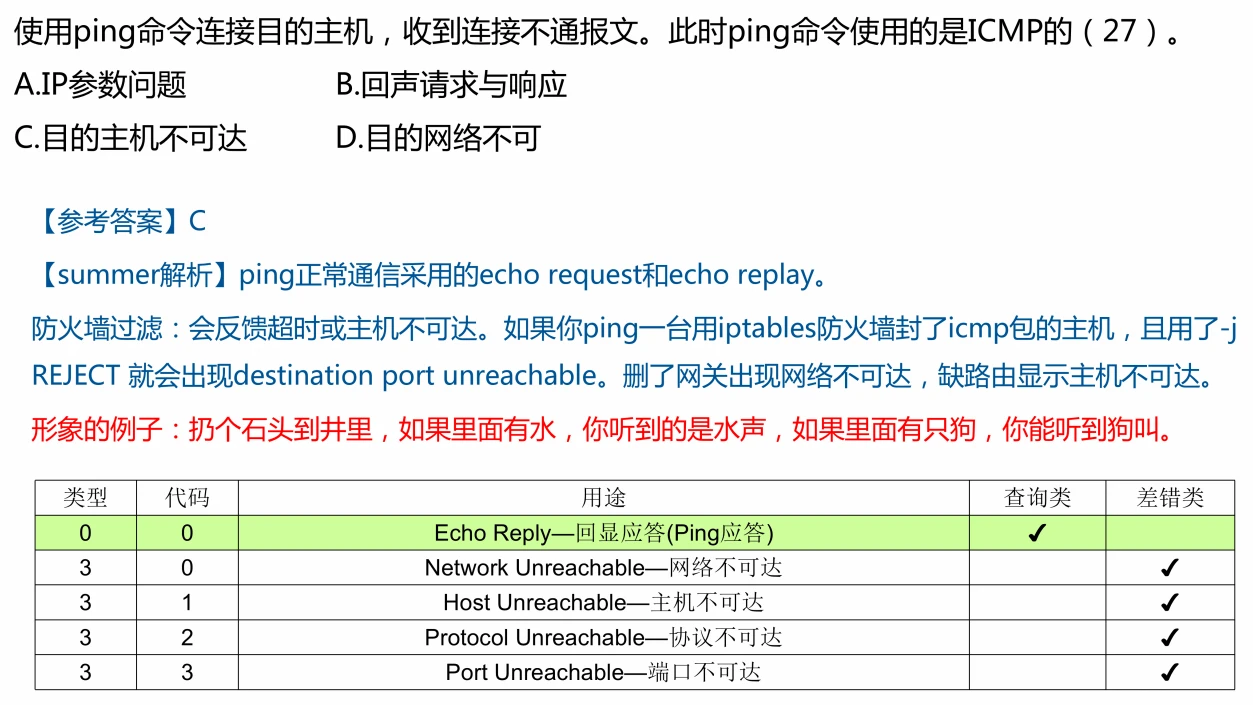 使用ping命令连接目的主机，收到连接不通报文。此时ping命令使用的是ICMP的（27）。
A.IP参数问题 B.回声请求与响应
C.目的主机不可达 D.目的网络不可
【参考答案】C
【summer解析】ping正常通信采用的echo request和echo replay。
防火墙过滤：会反馈超时或主机不可达。如果你ping一台用iptables防火墙封了icmp包的主机，且用了-j
REJECT 就会出现destination port unreachable。删了网关出现网络不可达，缺路由显示主机不可达。
形象的例子：扔个石头到井里，如果里面有水，你听到的是水声，如果里面有只狗，你能听到狗叫。
类型 代码 用途 查询类 差错类
0 0 Echo Reply—回显应答(Ping应答) ✔
3 0 Network Unreachable—网络不可达 ✔
3 1 Host Unreachable—主机不可达 ✔
3 2 Protocol Unreachable—协议不可达 ✔
3 3 Port Unreachable—端口不可达 ✔